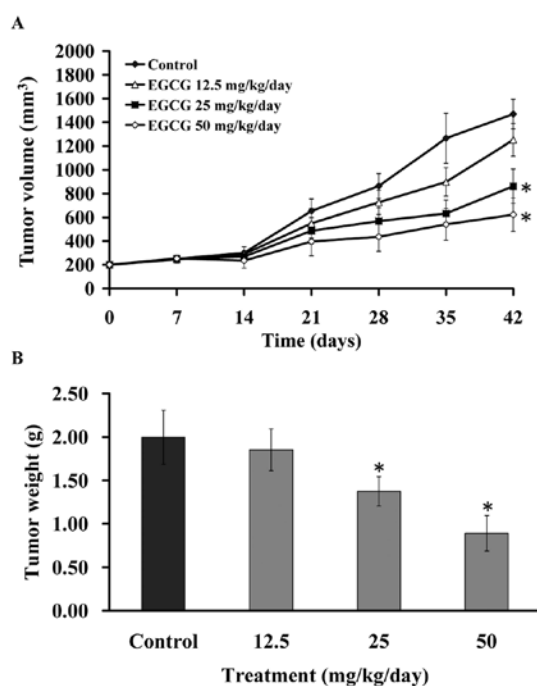 A
Tumor volume (mm³)
2000
1800
1600
1400
1200
1000
800
600
400
200
0
Control
EGCG 12.5 mg/kg/day
EGCG 25 mg/kg/day
EGCG 50 mg/kg/day
*
*
0 7 14 21 28 35 42
Time (days)
B
Tumor weight (g)
2.50
2.00
1.50
1.00
0.50
0.00
*
*
Control 12.5 25 50
Treatment (mg/kg/day)